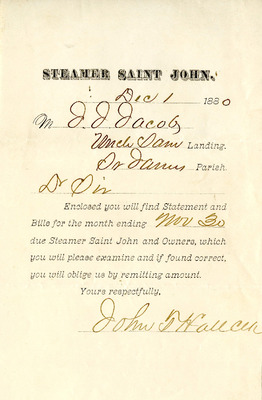 STEAMER SAINT JOHN.
Dec 1 1880
M J. J. Jacobs
Uncle Sam Landing.
St James Parish.
Dr Sir
Enclosed you will find Statement and
Bills for the month ending Nov 30
due Steamer Saint John and Owners, which
you will please examine and if found correct,
you will oblige us by remitting amount.
Yours respectfully,
John F